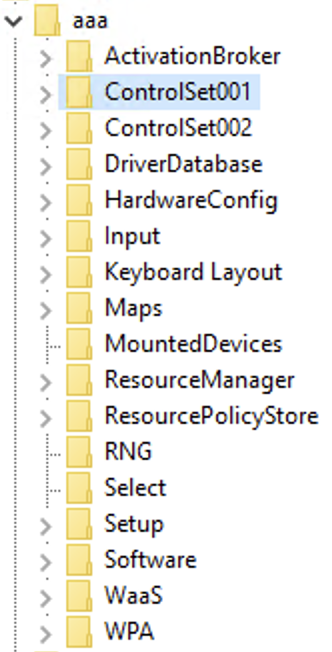 aaa
ActivationBroker
ControlSet001
ControlSet002
DriverDatabase
HardwareConfig
Input
Keyboard Layout
Maps
MountedDevices
ResourceManager
ResourcePolicyStore
RNG
Select
Setup
Software
WaaS
WPA